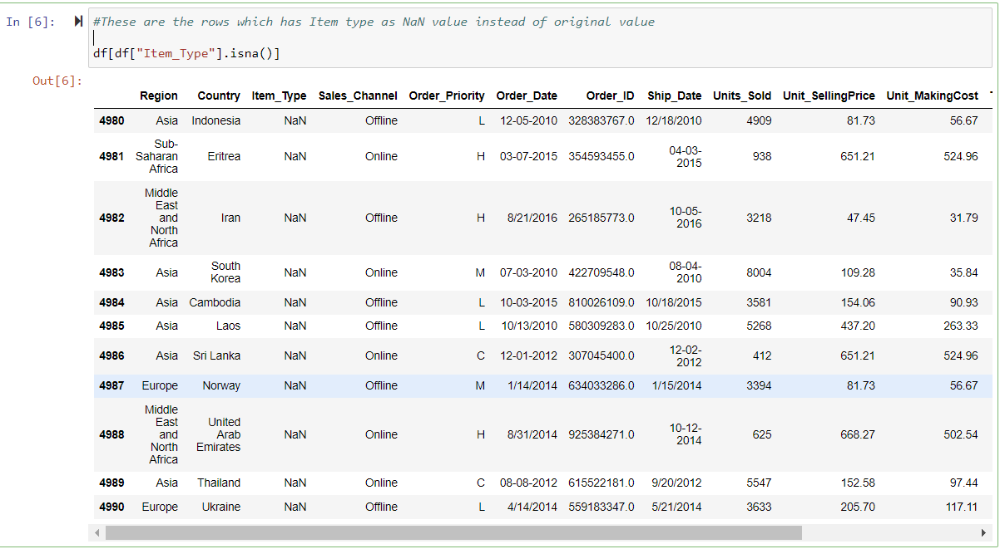 In [6]:
#These are the rows which has Item type as NaN value instead of original value
df[df["Item_Type"].isna()]
Out[6]:
Region Country Item_Type Sales_Channel Order_Priority Order_Date Order_ID Ship_Date Units_Sold Unit_SellingPrice Unit_MakingCost
4980 Asia Indonesia NaN Offline L 12-05-2010 328383767.0 12/18/2010 4909 81.73 56.67
4981 Sub-Saharan Africa Eritrea NaN Online H 03-07-2015 354593455.0 04-03-2015 938 651.21 524.96
4982 Middle East and North Africa Iran NaN Offline H 8/21/2016 265185773.0 10-05-2016 3218 47.45 31.79
4983 Asia South Korea NaN Online M 07-03-2010 422709548.0 08-04-2010 8004 109.28 35.84
4984 Asia Cambodia NaN Offline L 10-03-2015 810026109.0 10/18/2015 3581 154.06 90.93
4985 Asia Laos NaN Offline L 10/13/2010 580309283.0 10/25/2010 5268 437.20 263.33
4986 Asia Sri Lanka NaN Online C 12-01-2012 307045400.0 12-02-2012 412 651.21 524.96
4987 Europe Norway NaN Offline M 1/14/2014 634033286.0 1/15/2014 3394 81.73 56.67
4988 Middle East and North Africa United Arab Emirates NaN Online H 8/31/2014 925384271.0 10-12-2014 625 668.27 502.54
4989 Asia Thailand NaN Online C 08-08-2012 615522181.0 9/20/2012 5547 152.58 97.44
4990 Europe Ukraine NaN Offline L 4/14/2014 559183347.0 5/21/2014 3633 205.70 117.11